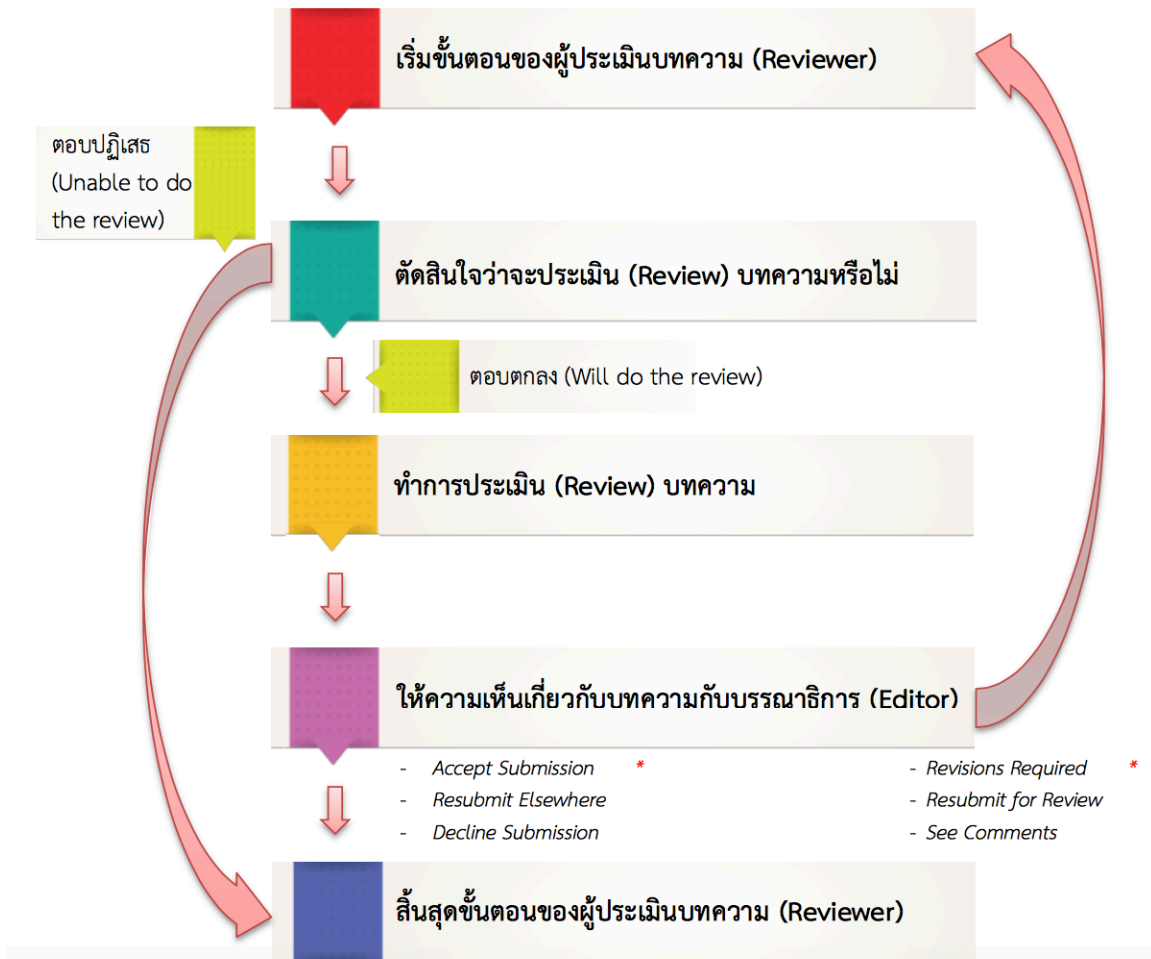 เริ่มขั้นตอนของผู้ประเมินบทความ (Reviewer)
ตอบปฏิเสธ
(Unable to do
the review)
ตัดสินใจว่าจะประเมิน (Review) บทความหรือไม่
ตอบตกลง (Will do the review)
ทำการประเมิน (Review) บทความ
ให้ความเห็นเกี่ยวกับบทความกับบรรณาธิการ (Editor)
- Accept Submission *
- Resubmit Elsewhere
- Decline Submission
- Revisions Required *
- Resubmit for Review
- See Comments
สิ้นสุดขั้นตอนของผู้ประเมินบทความ (Reviewer)